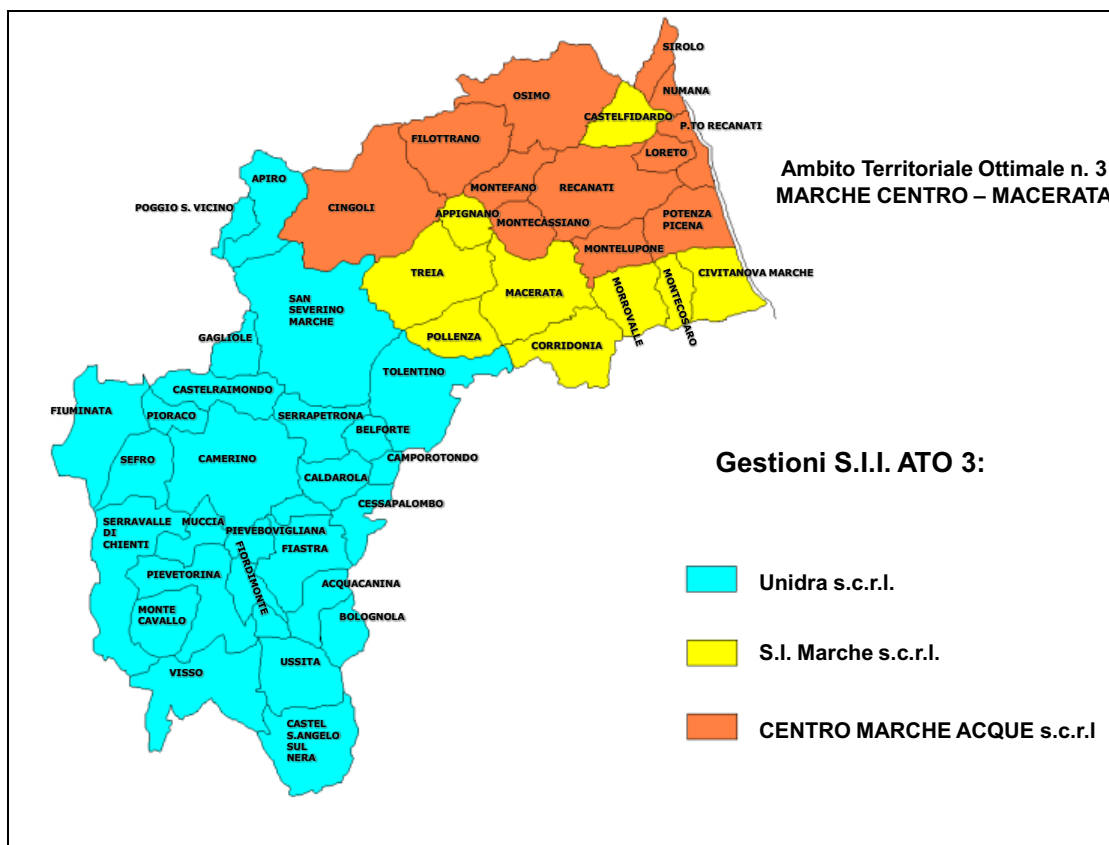 SIROLO
NUMANA
OSIMO
CASTELFIDARDO
P.TO RECANATI
FILOTTRANO
LORETO
Ambito Territoriale Ottimale n. 3
MARCHE CENTRO – MACERATA
APIRO
MONTEFANO
RECANATI
POGGIO S. VICINO
CINGOLI
APPIGNANO
MONTECASSIANO
POTENZA
PICENA
MONTELUPONE
TREIA
CIVITANOVA MARCHE
MACERATA
MORROVALLE
MONTECOSARO
SAN
SEVERINO
MARCHE
GAGLIOLE
POLLENZA
CORRIDONIA
TOLENTINO
CASTELRAIMONDO
FIUMINATA
PIORACO
SERRAPETRONA
BELFORTE
SEFRO
CAMERINO
CAMPOROTONDO
CALDAROLA
Gestioni S.I.I. ATO 3:
CESSAPALOMBO
SERRAVALLE
DI
CHIENTI
MUCCIA
PIEVEBOVIGLIANA
FIASTRA
FIORDIMONTE
PIEVETORINA
ACQUACANINA
Unidra s.c.r.l.
MONTE
CAVALLO
BOLOGNOLA
USSITA
VISSO
S.I. Marche s.c.r.l.
CASTEL
S.ANGELO
SUL
NERA
CENTRO MARCHE ACQUE s.c.r.l